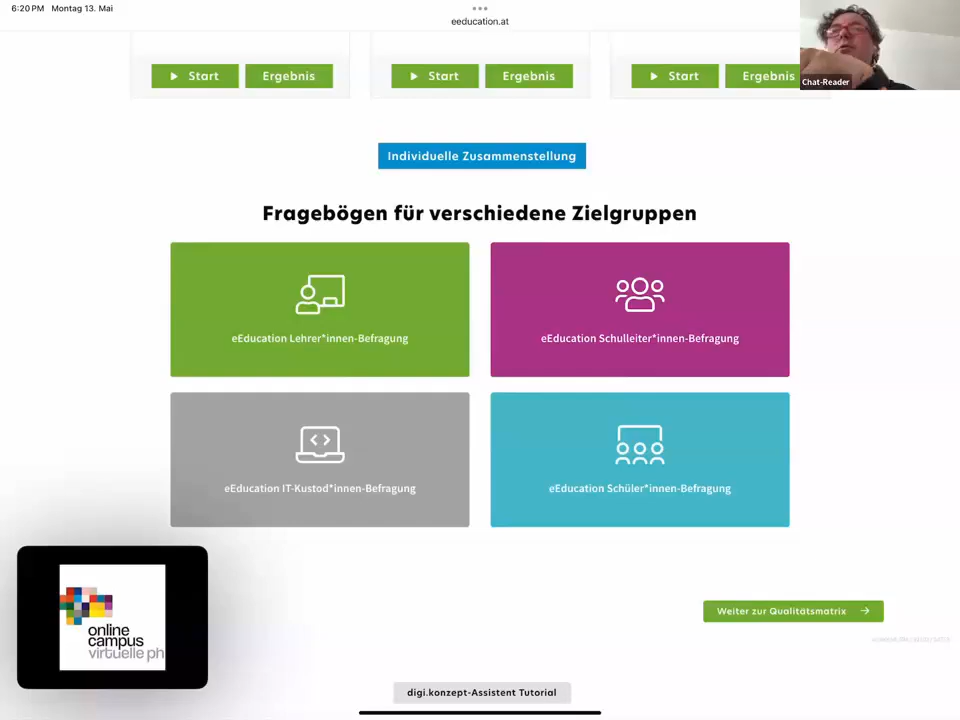 6:20 PM Montag 13. Mai
eeducation.at
Start Ergebnis Start Ergebnis Start Ergebnis
Chat-Reader
Individuelle Zusammenstellung
Fragebögen für verschiedene Zielgruppen
eEducation Lehrer*innen-Befragung
eEducation Schulleiter*innen-Befragung
eEducation IT-Kustod*innen-Befragung
eEducation Schüler*innen-Befragung
online
campus
virtuelle ph
Weiter zur Qualitätsmatrix
digi.konzept-Assistent Tutorial